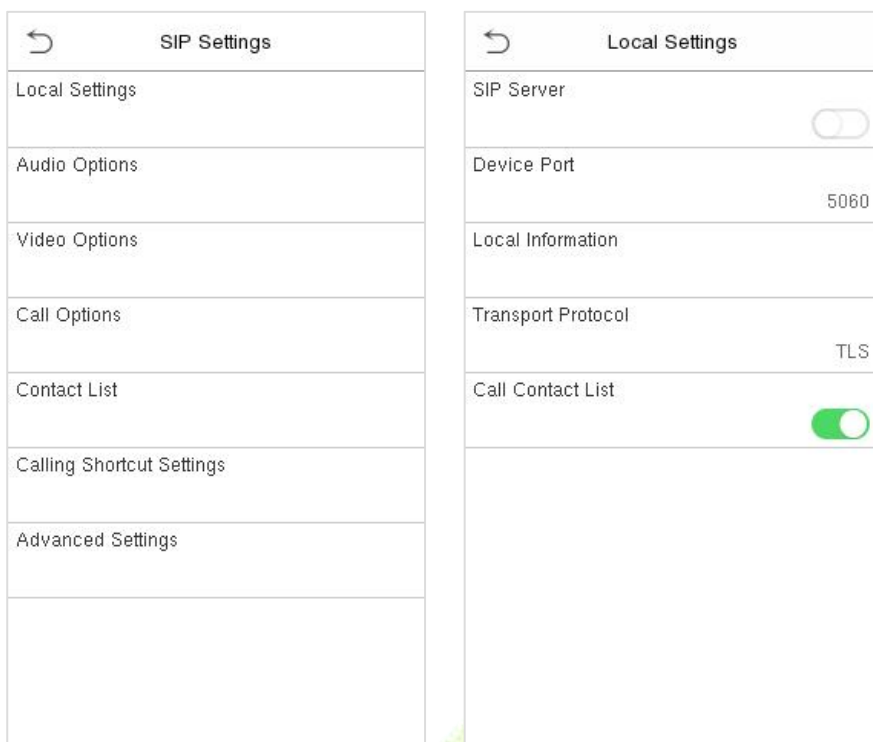 SIP Settings
Local Settings
Audio Options
Video Options
Call Options
Contact List
Calling Shortcut Settings
Advanced Settings
Local Settings
SIP Server
Device Port
5060
Local Information
Transport Protocol
TLS
Call Contact List